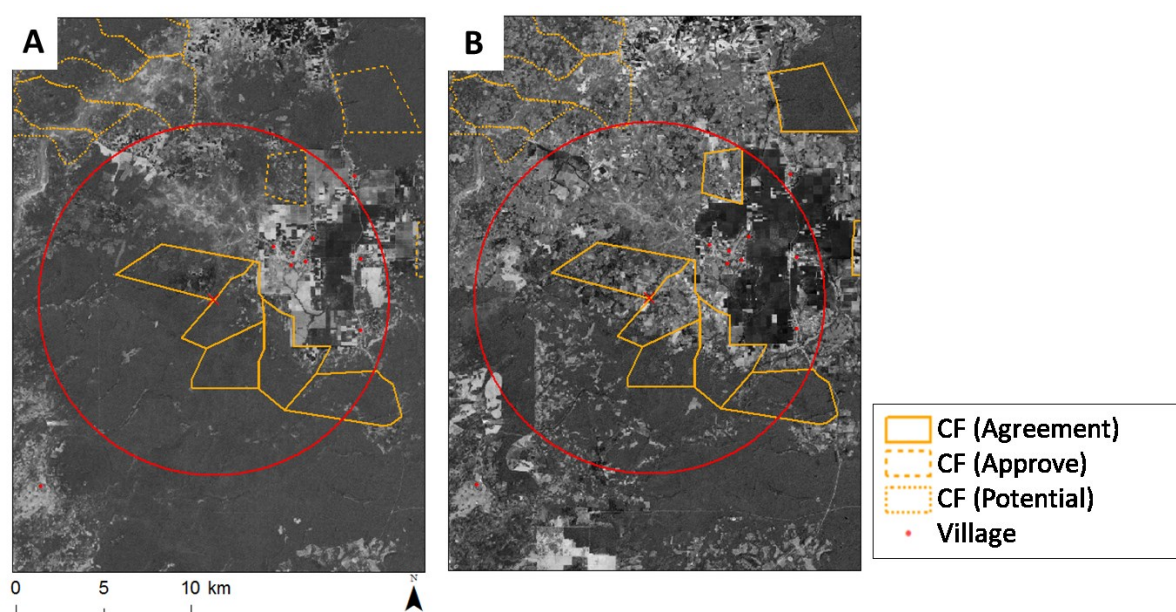 A
B
CF (Agreement)
CF (Approve)
CF (Potential)
Village
0 5 10 km
N